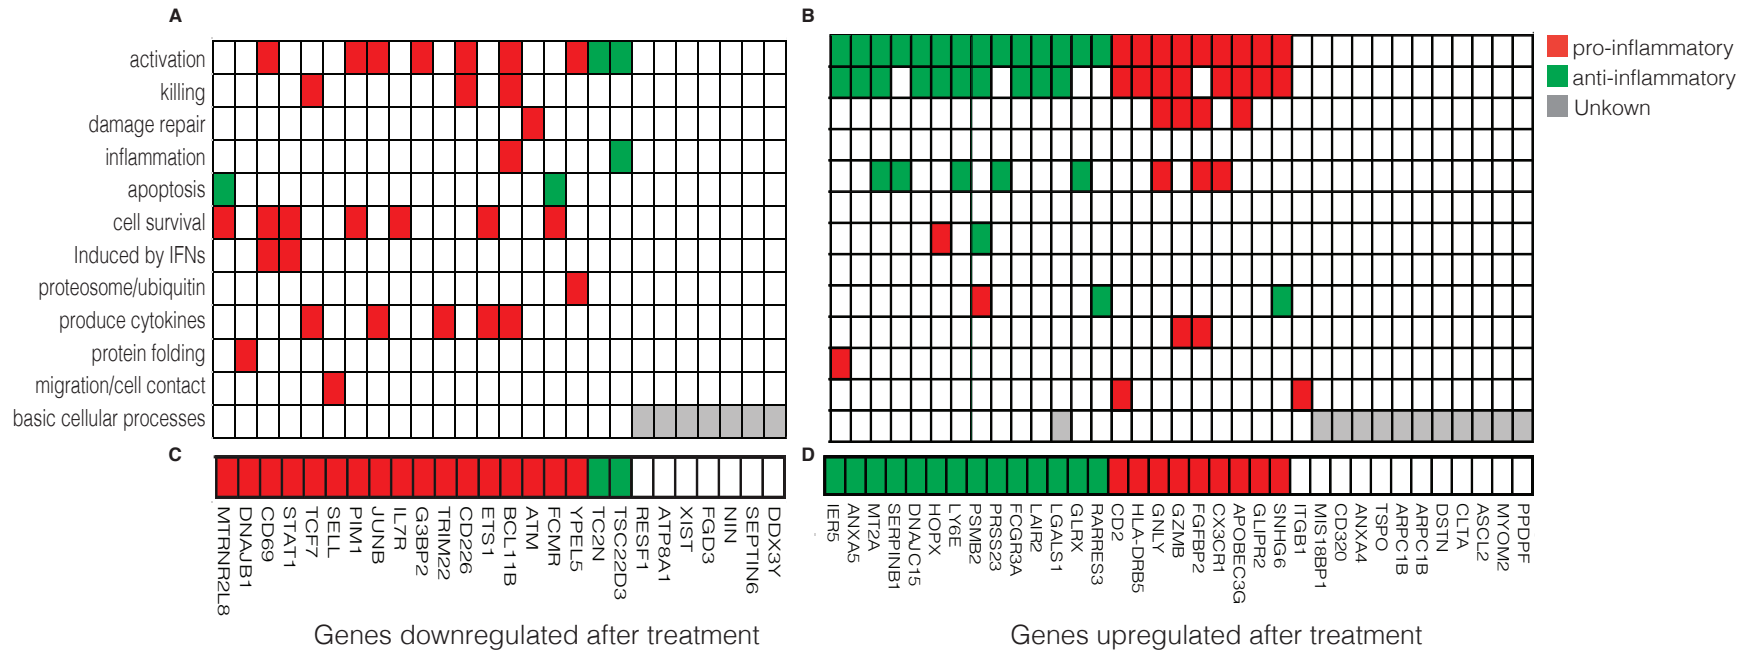 A
B
activation
killing
damage repair
inflammation
apoptosis
cell survival
Induced by IFNs
proteosome/ubiquitin
produce cytokines
protein folding
migration/cell contact
basic cellular processes
pro-inflammatory
anti-inflammatory
Unkown
C
D
MTRNR2L8
DNAJB1
CD69
STAT1
TCF7
SELL
PIM1
JUNB
IL7R
G3BP2
TRIM22
CD226
ETS1
BCL11B
ATM
FCMR
YPEL5
TC2N
TSC22D3
RESF1
ATP8A1
XIST
FGD3
NIN
SEPTIN6
DDX3Y
IER5
ANXA5
MT2A
SERPINB1
DNAJC15
HOPX
LY6E
PSMB2
PRSS23
FCGR3A
LAIR2
LGALS1
GLRX
RARRES3
CD2
HLA-DRB5
GNLY
GZMB
FGFBP2
CX3CR1
APOBEC3G
GLIPR2
SNHG6
ITGB1
MIS18BP1
CD320
ANXA4
TSPO
ARPC1B
ARPC1B
DSTN
CLTA
ASCL2
MYOM2
PPDPF
Genes downregulated after treatment
Genes upregulated after treatment